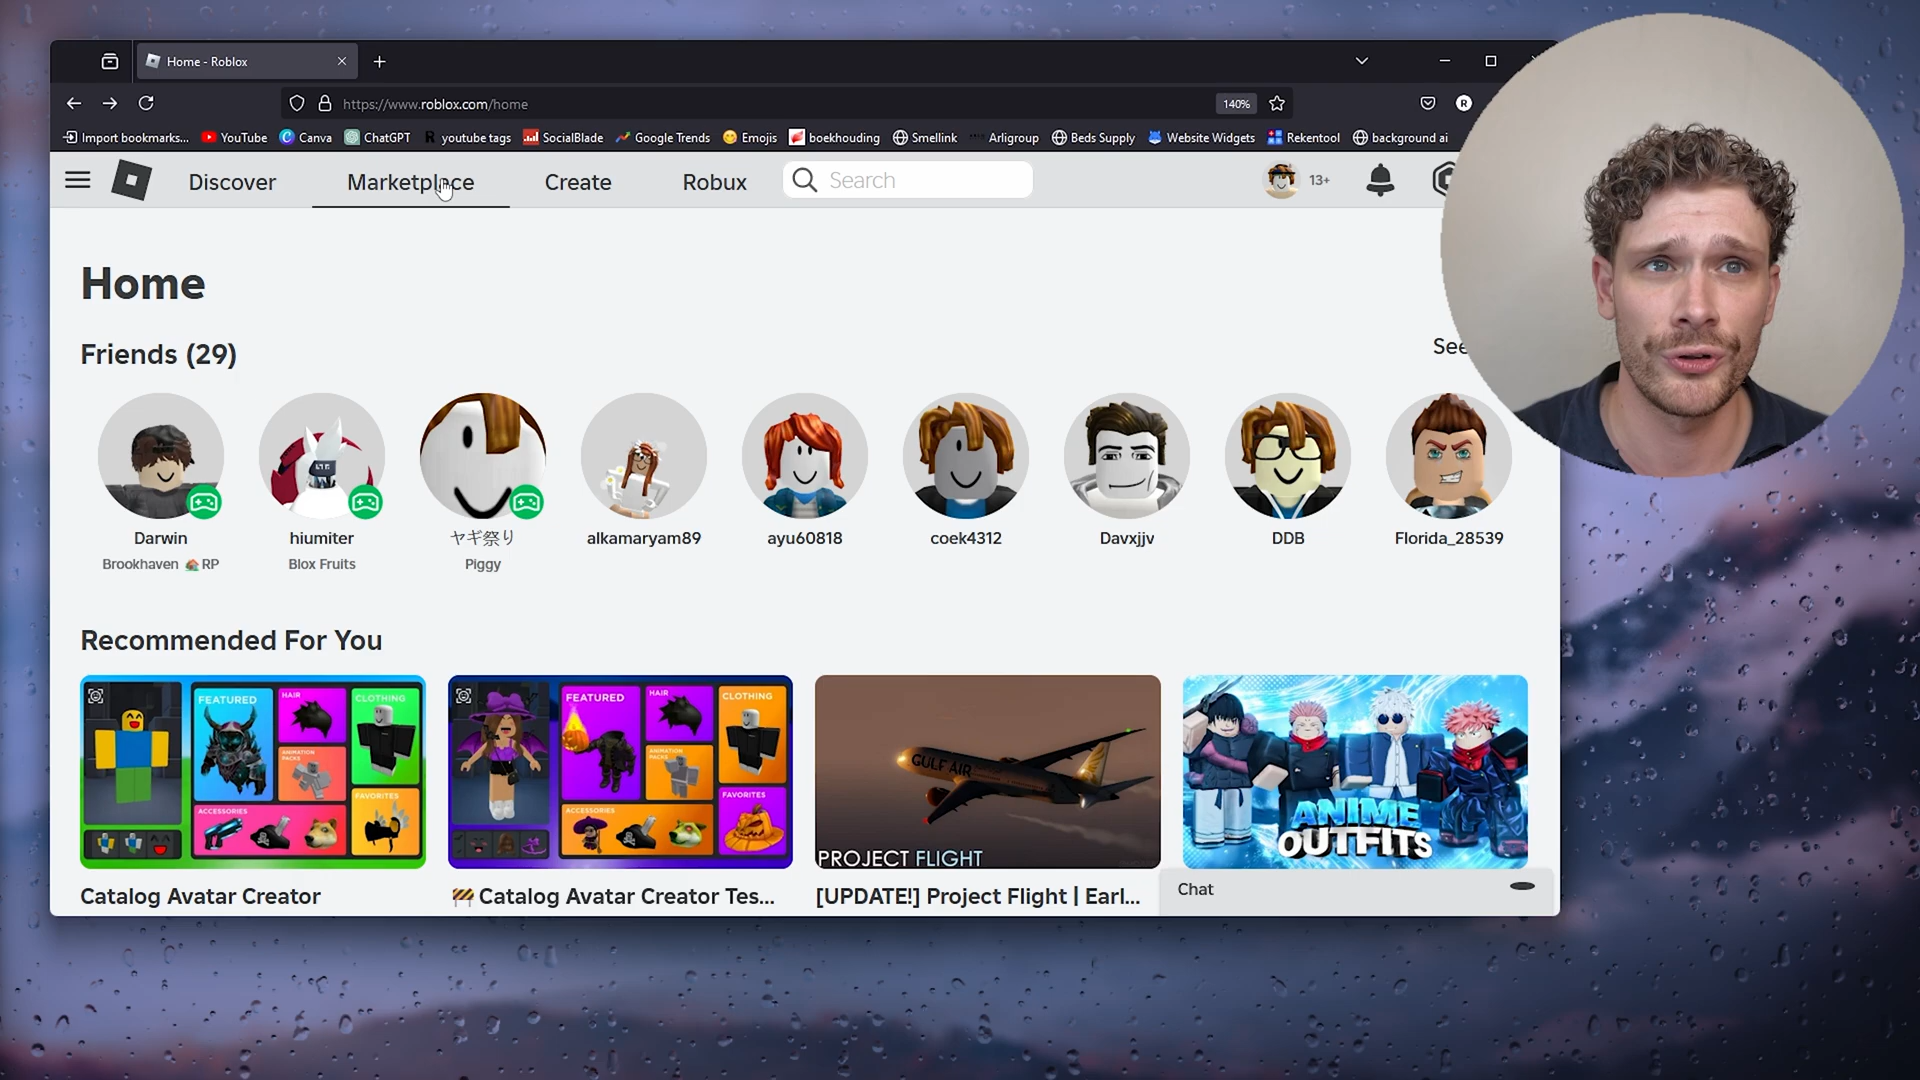 Home - Roblox
https://www.roblox.com/home
140%
R
Import bookmarks...
YouTube
Canva
ChatGPT
youtube tags
SocialBlade
Google Trends
Emojis
boekhouding
Smellink
Arligroup
Beds Supply
Website Widgets
Rekentool
background ai
Discover
Marketplace
Create
Robux
Search
13+
Home
Friends (29)
See
Darwin
hiumiter
ヤギ祭り
alkamaryam89
ayu60818
coek4312
Davxjjv
DDB
Florida_28539
Brookhaven 🏡RP
Blox Fruits
Piggy
Recommended For You
FEATURED
HAIR
CLOTHING
ANIMATION
PACKS
ACCESSORIES
FAVORITES
FEATURED
HAIR
CLOTHING
ANIMATION
PACKS
ACCESSORIES
FAVORITES
GULF AIR
PROJECT FLIGHT
ANIME
OUTFITS
Catalog Avatar Creator
🚧 Catalog Avatar Creator Tes...
[UPDATE!] Project Flight | Earl...
Chat